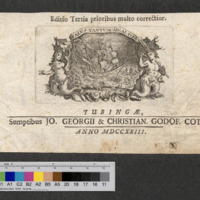 Editio Tertia prioribus multo correctior.
TUBINGÆ,
Sumptibus JO. GEORGII & CHRISTIAN. GODOF. COT
ANNO MDCCXXIII.